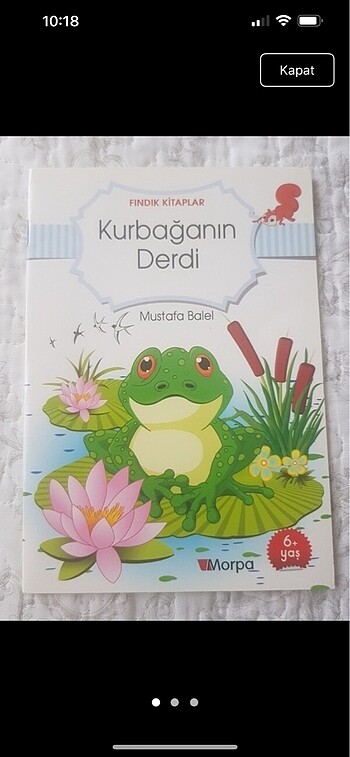 10:18
Kapat
FINDIK KİTAPLAR
Kurbağanın
Derdi
Mustafa Balel
6+
yaş
Morpa